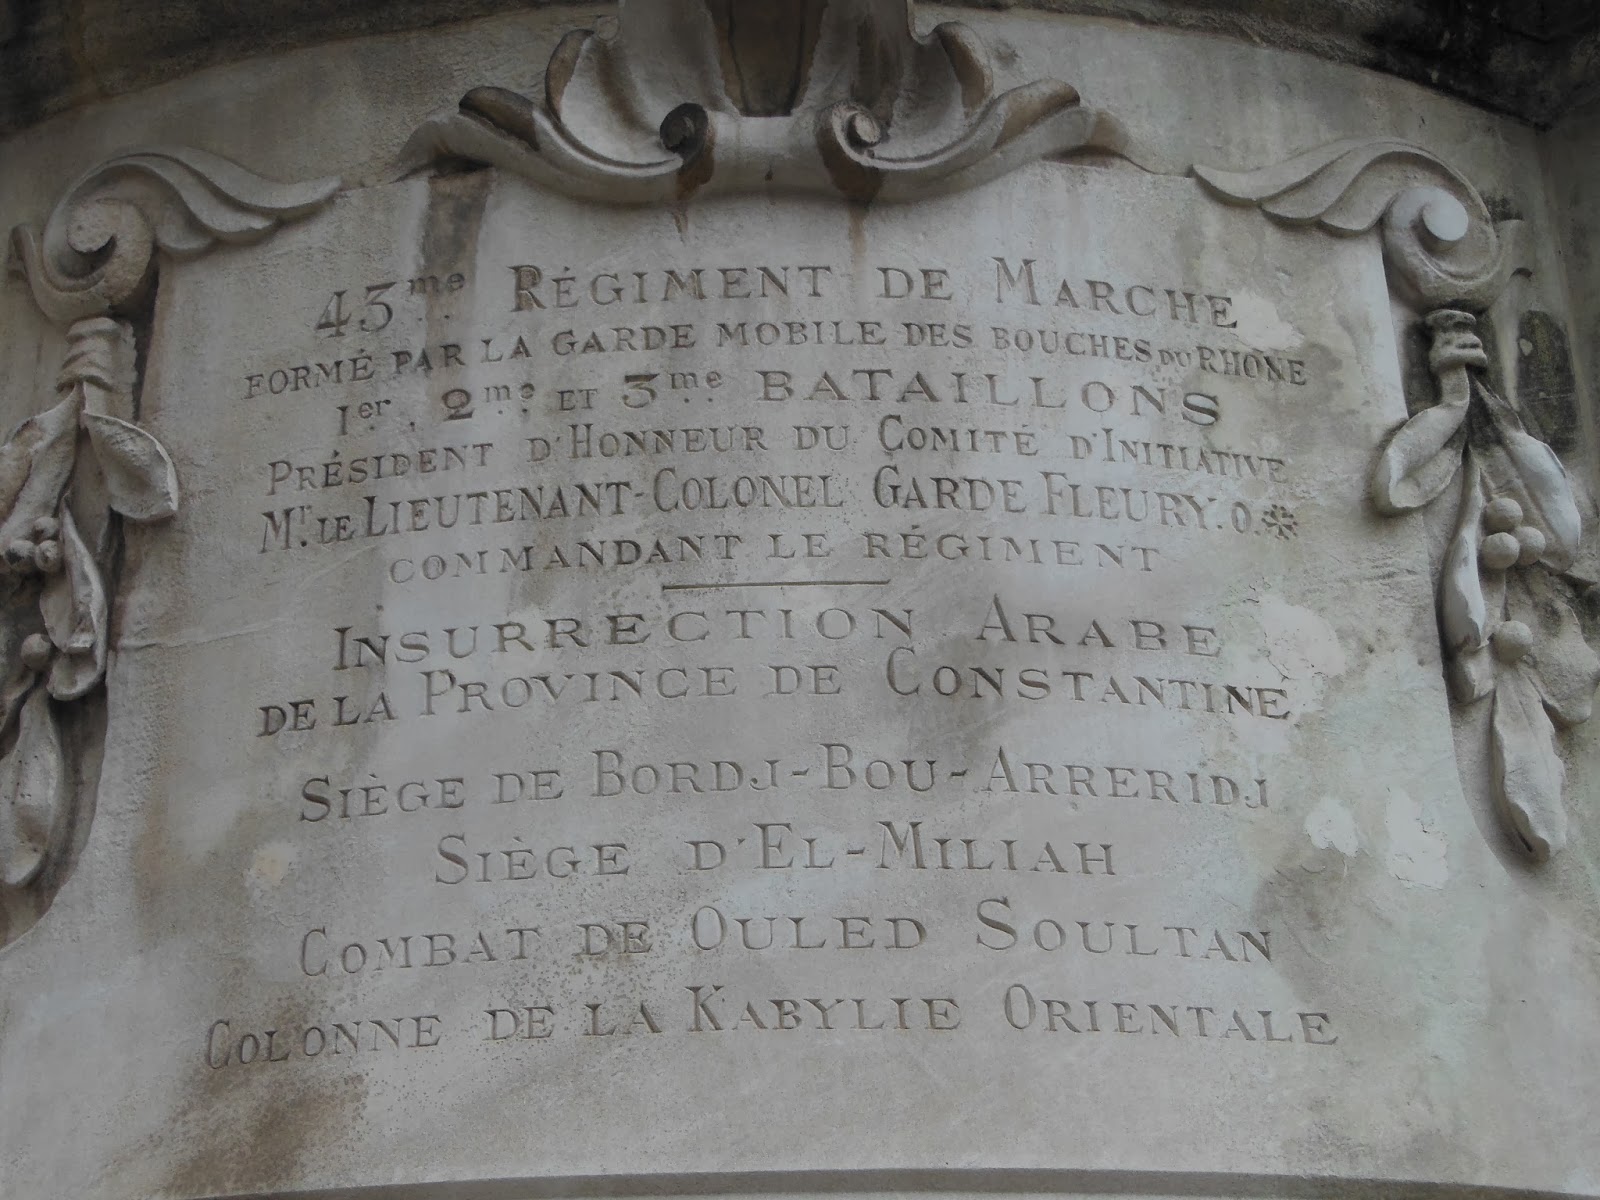 43me RÉGIMENT DE MARCHE
FORMÉ PAR LA GARDE MOBILE DES BOUCHES DU RHONE
1er. 2me. ET 3me. BATAILLONS
PRÉSIDENT D'HONNEUR DU COMITÉ D'INITIATIVE
Mr. LE LIEUTENANT-COLONEL GARDE FLEURY. O.
COMMANDANT LE RÉGIMENT
INSURRECTION ARABE
DE LA PROVINCE DE CONSTANTINE
SIÈGE DE BORDJ-BOU-ARRERIDJ
SIÈGE D'EL-MILIAH
COMBAT DE OULED SOULTAN
COLONNE DE LA KABYLIE ORIENTALE